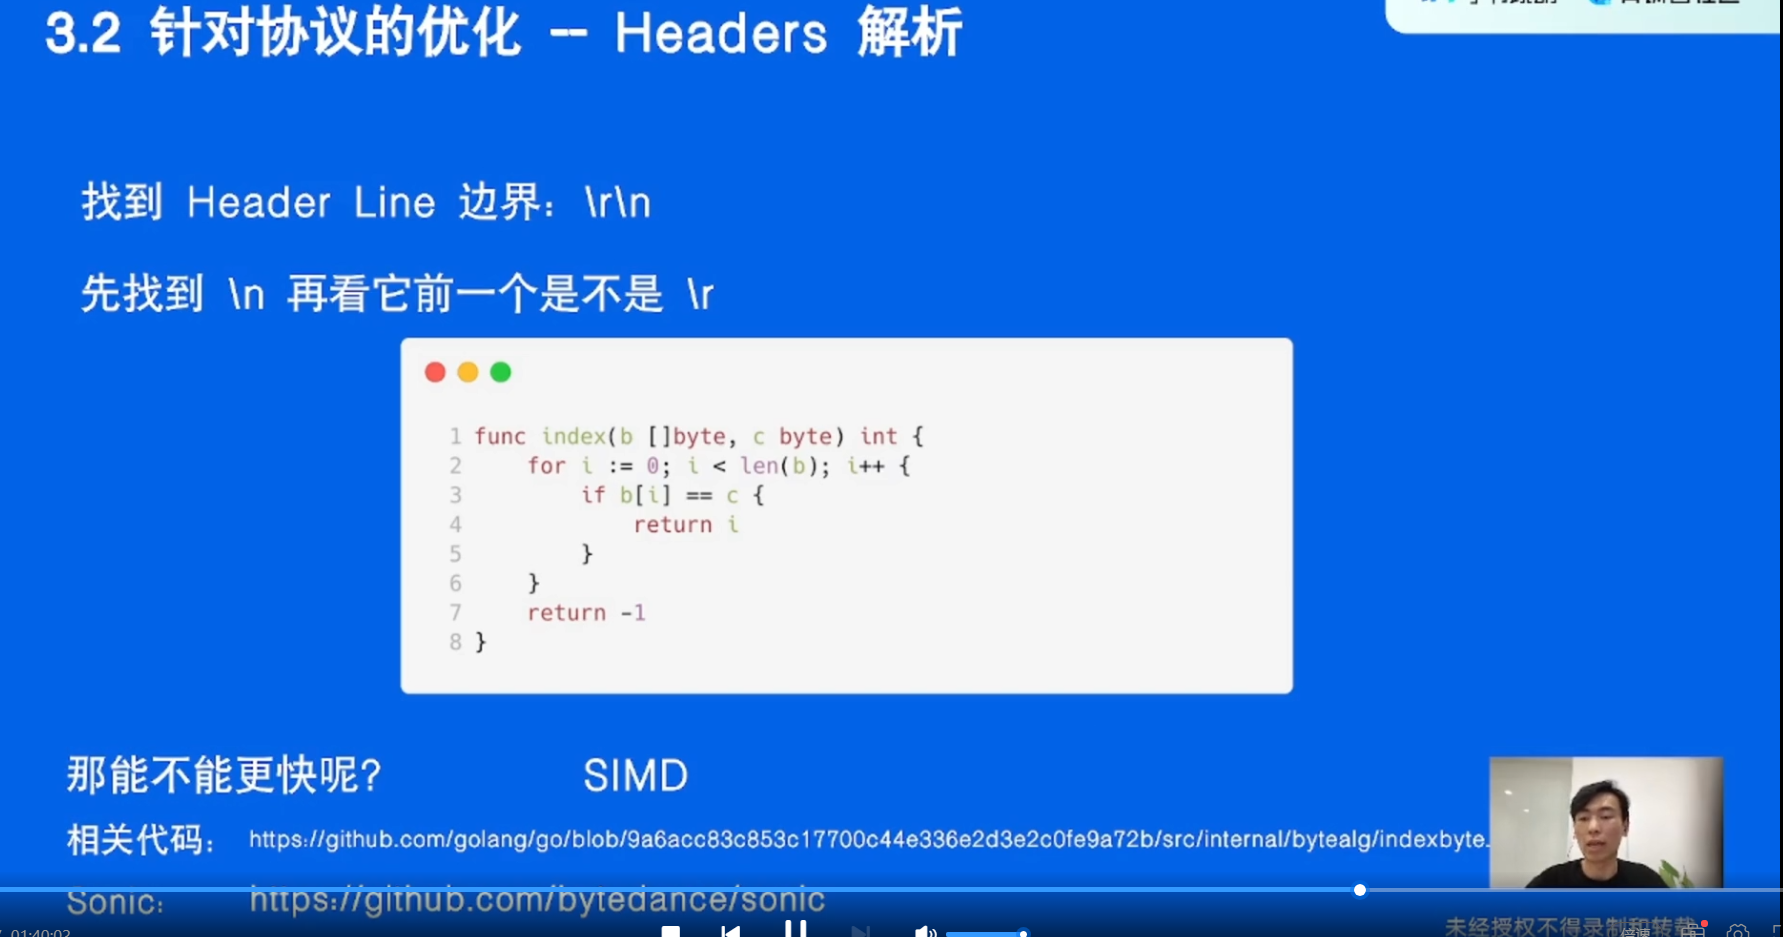 3.2 针对协议的优化 -- Headers 解析
找到 Header Line 边界：\r\n
先找到 \n 再看它前一个是不是 \r
1 func index(b []byte, c byte) int {
2     for i := 0; i < len(b); i++ {
3         if b[i] == c {
4             return i
5         }
6     }
7     return -1
8 }
那能不能更快呢？ SIMD
相关代码： https://github.com/golang/go/blob/9a6acc83c853c17700c44e336e2d3e2c0fe9a72b/src/internal/bytealg/indexbyte.
Sonic: https://github.com/bytedance/sonic
未经授权不得录制和转载
01:40:02
倍速